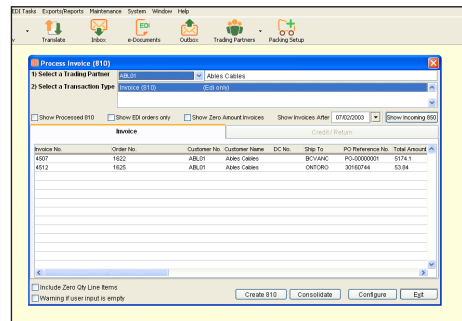 EDI Tasks Exports/Reports Maintenance System Window Help
Translate Inbox e-Documents Outbox Trading Partners Packing Setup
EDI
Process Invoice (810)
1) Select a Trading Partner ABL01 Ables Cables
2) Select a Transaction Type Invoice (810) (Edi only)
Show Processed 810 Show EDI orders only Show Zero Amount Invoices Show Invoices After 07/02/2003 Show incoming 850
Invoice Credit / Return
Invoice No. Order No. Customer No. Customer Name DC No. Ship To PO Reference No. Total Amount
4507 1622 ABL01 Ables Cables BCVANC PO-00000001 5174.1
4512 1625 ABL01 Ables Cables ONTORO 30160744 53.84
Include Zero Qty Line Items
Warning if user input is empty
Create 810 Consolidate Configure Exit